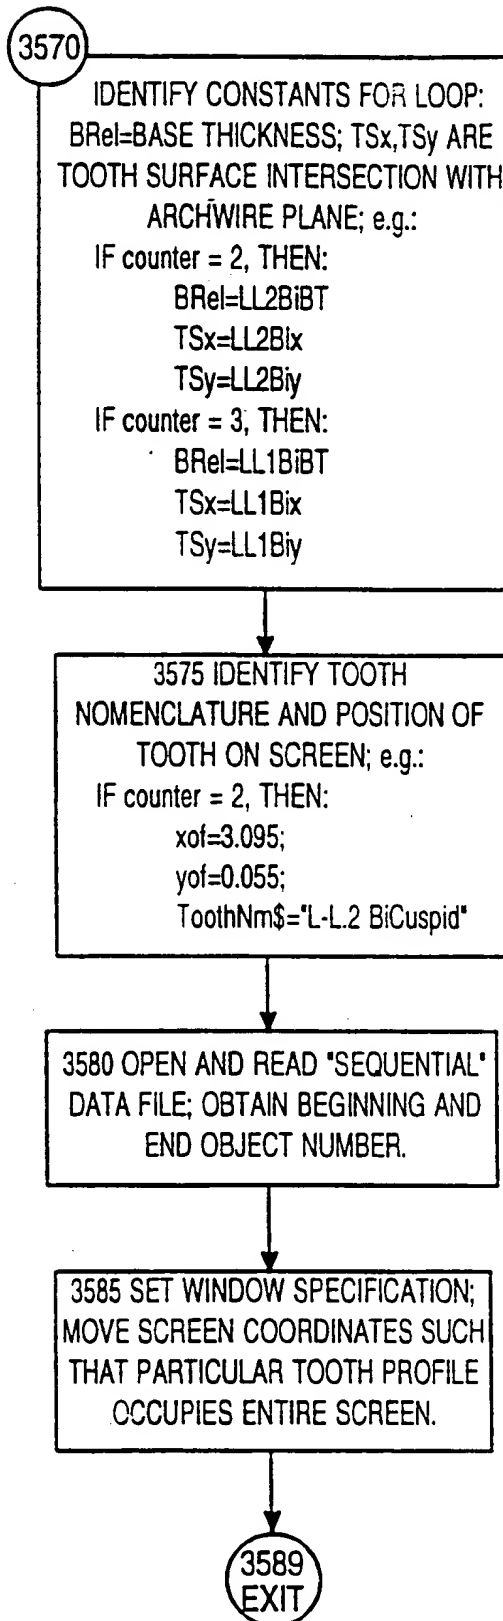 3570
IDENTIFY CONSTANTS FOR LOOP:
BRel=BASE THICKNESS; TSx,TSy ARE
TOOTH SURFACE INTERSECTION WITH
ARCHWIRE PLANE; e.g.:
IF counter = 2, THEN:
BRel=LL2BiBT
TSx=LL2Bix
TSy=LL2Biy
IF counter = 3, THEN:
BRel=LL1BiBT
TSx=LL1Bix
TSy=LL1Biy
3575 IDENTIFY TOOTH
NOMENCLATURE AND POSITION OF
TOOTH ON SCREEN; e.g.:
IF counter = 2, THEN:
xof=3.095;
yof=0.055;
ToothNm$="L-L.2 BiCuspid"
3580 OPEN AND READ "SEQUENTIAL"
DATA FILE; OBTAIN BEGINNING AND
END OBJECT NUMBER.
3585 SET WINDOW SPECIFICATION;
MOVE SCREEN COORDINATES SUCH
THAT PARTICULAR TOOTH PROFILE
OCCUPIES ENTIRE SCREEN.
3589
EXIT